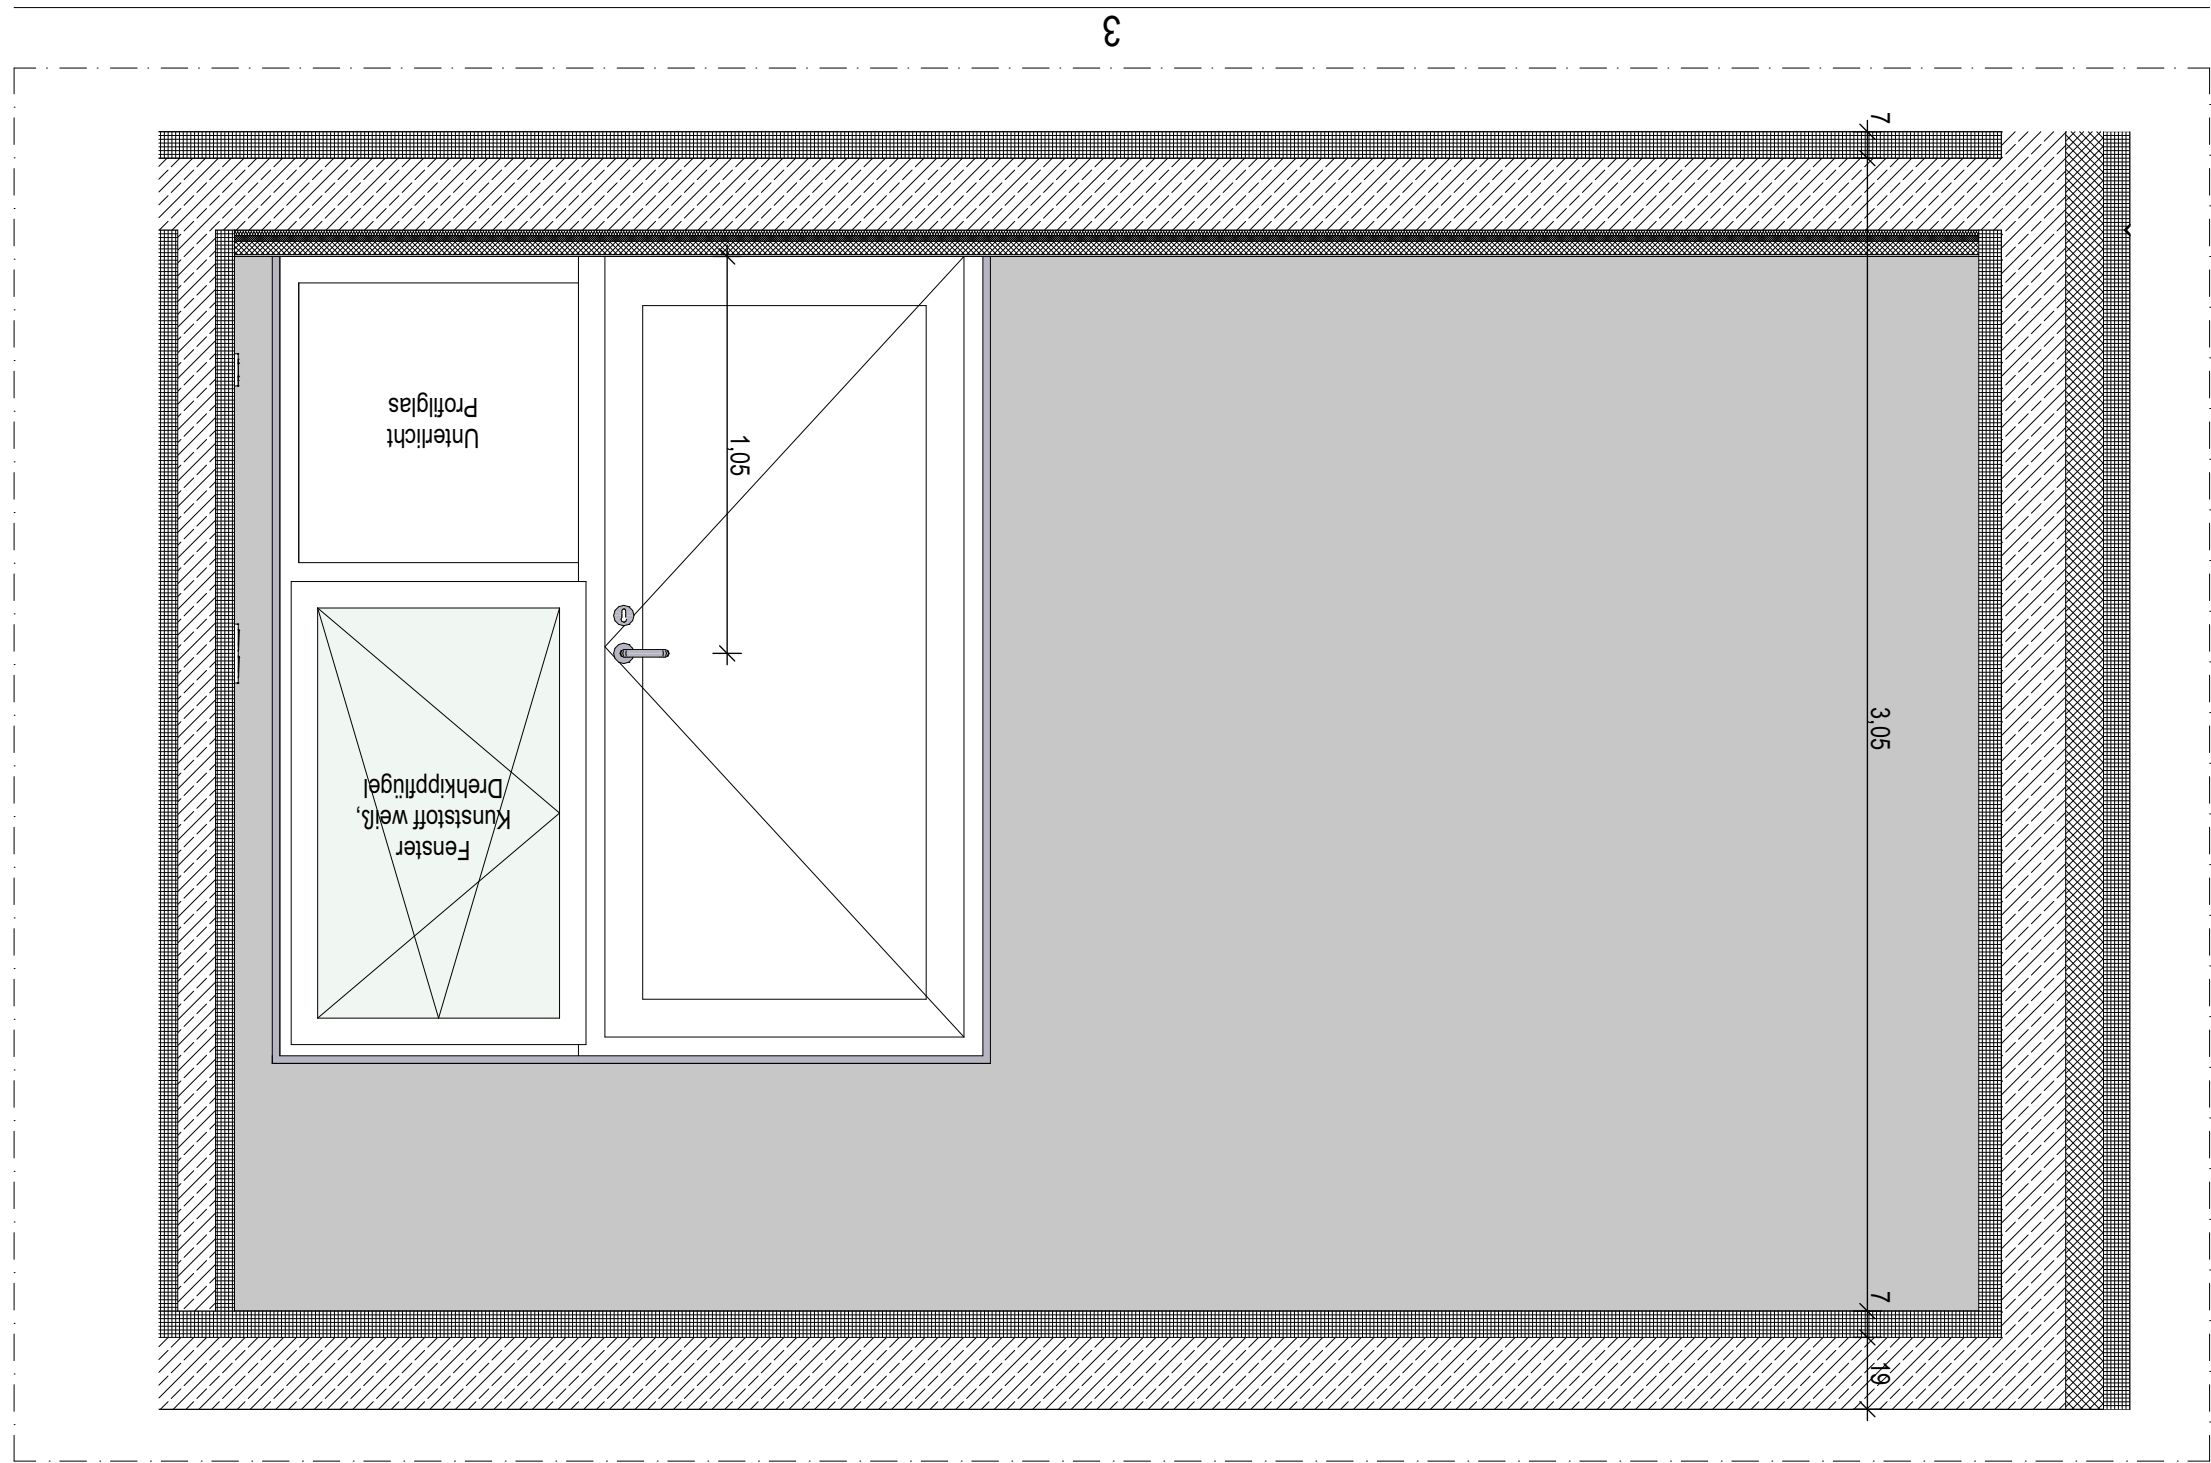 3
7
3,05
7
19
1,05
Unterlicht
Profilglas
Fenster
Kunststoff weiß,
Drehkippflügel